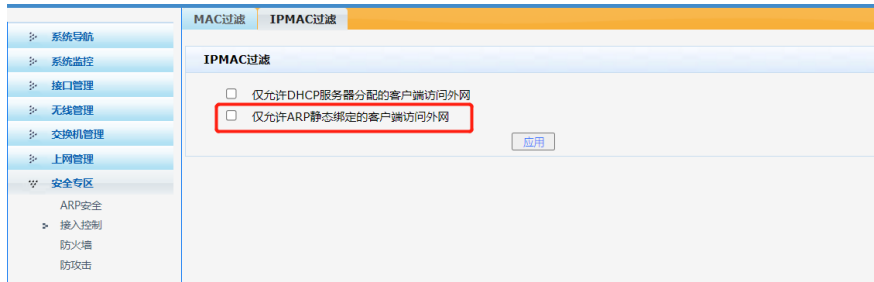 MAC过滤 IPMAC过滤
系统导航
系统监控
接口管理
无线管理
交换机管理
上网管理
安全专区
ARP安全
接入控制
防火墙
防攻击
IPMAC过滤
仅允许DHCP服务器分配的客户端访问外网
仅允许ARP静态绑定的客户端访问外网
应用